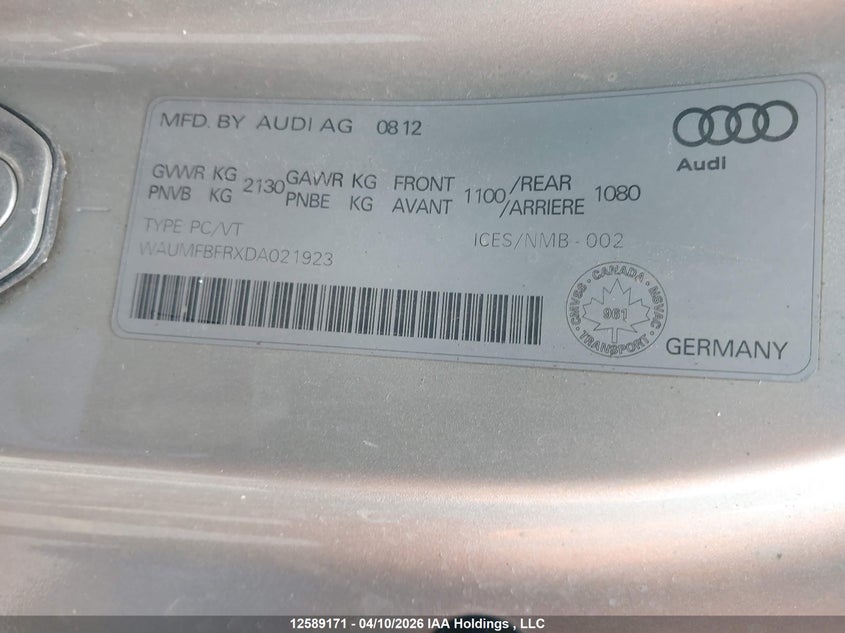 MFD. BY AUDI AG 0812
Audi
GVWR KG 2130 GAWR KG FRONT 1100 /REAR 1080
PNVB KG PNBE KG AVANT /ARRIERE
TYPE PC/VT
ICES/NMB - 002
WAUMFBFRXDA021923
CANADA
CMVSS NSVAC
961
TRANSPORT
GERMANY
12589171 - 04/10/2026 IAA Holdings , LLC